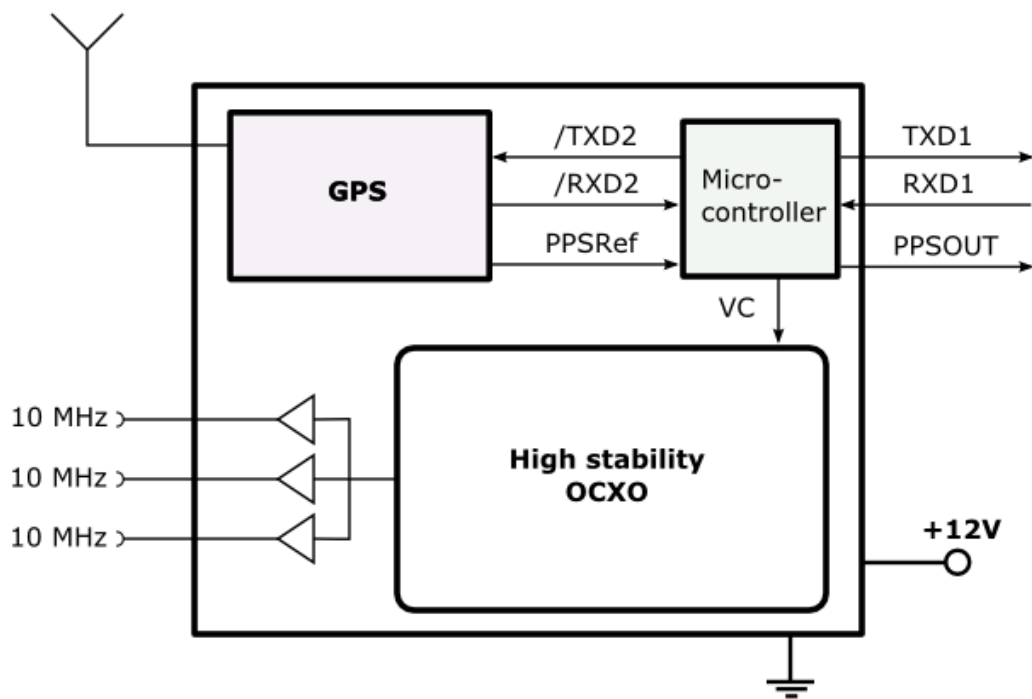 /TXD2
TXD1
GPS
Micro-
controller
/RXD2
RXD1
PPSRef
PPSOUT
VC
10 MHz
10 MHz
10 MHz
High stability
OCXO
+12V